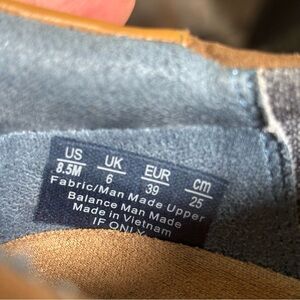 US UK EUR cm
8.5M 6 39 25
Fabric/Man Made Upper
Balance Man Made
Made in Vietnam
IF ONLY